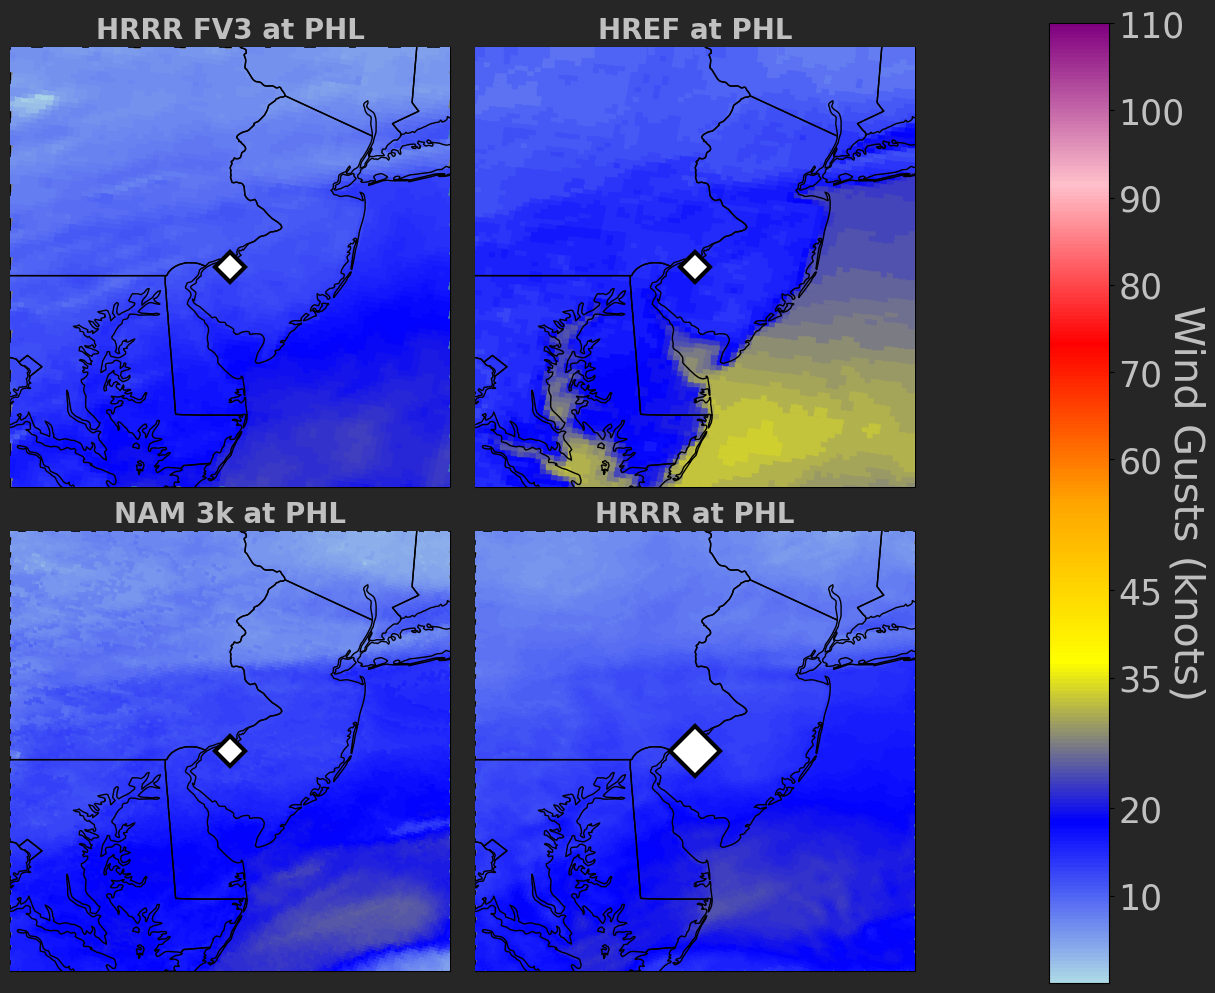 HRRR FV3 at PHL
HREF at PHL
NAM 3k at PHL
HRRR at PHL
110
100
90
80
70
60
45
35
20
10
Wind Gusts (knots)